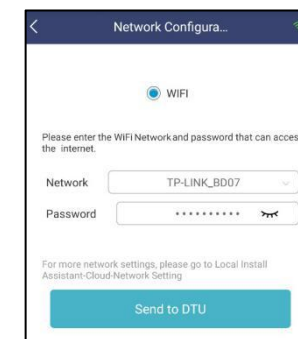 Network Configura...
WIFI
Please enter the WiFi Network and password that can acces
the internet.
Network TP-LINK_BD07
Password ••••••••••
For more network settings, please go to Local Install
Assistant-Cloud-Network Setting
Send to DTU